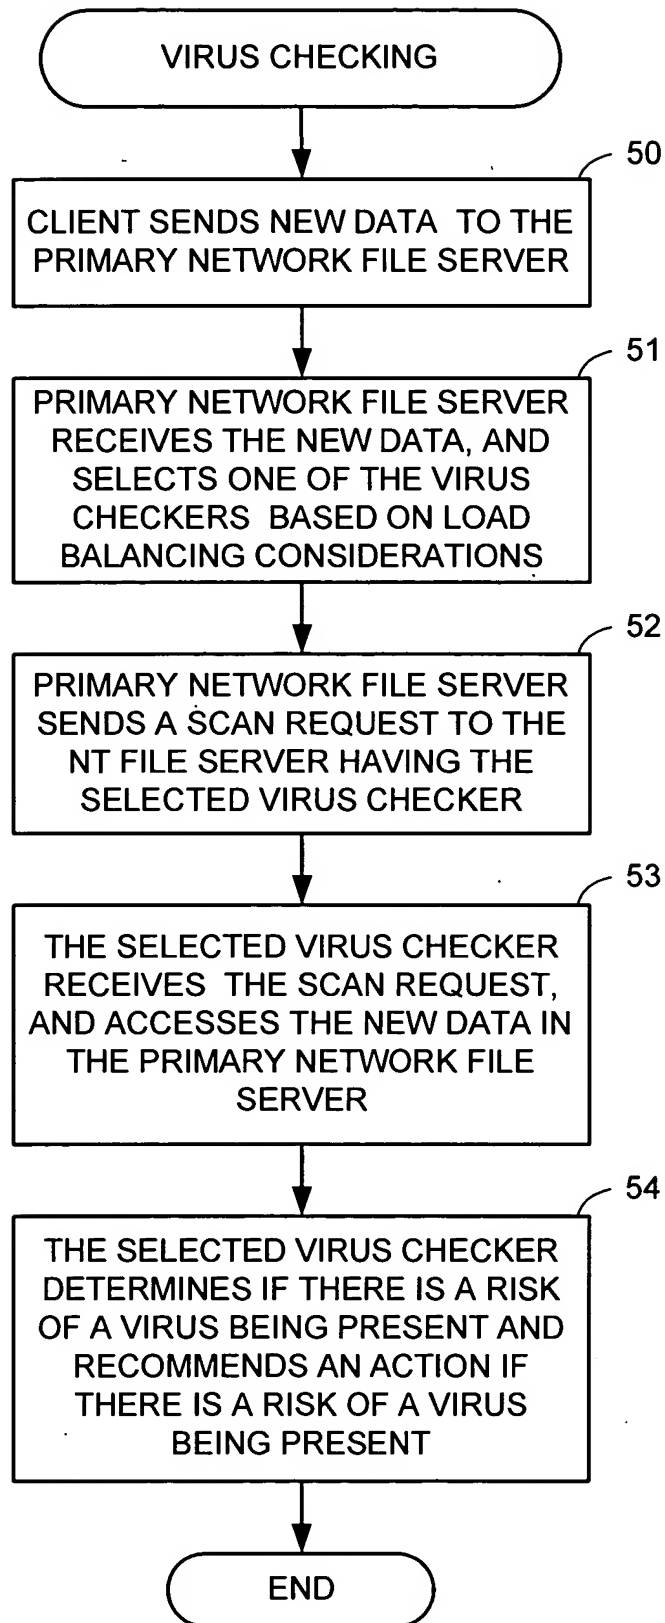 VIRUS CHECKING
50
CLIENT SENDS NEW DATA TO THE
PRIMARY NETWORK FILE SERVER
51
PRIMARY NETWORK FILE SERVER
RECEIVES THE NEW DATA, AND
SELECTS ONE OF THE VIRUS
CHECKERS BASED ON LOAD
BALANCING CONSIDERATIONS
52
PRIMARY NETWORK FILE SERVER
SENDS A SCAN REQUEST TO THE
NT FILE SERVER HAVING THE
SELECTED VIRUS CHECKER
53
THE SELECTED VIRUS CHECKER
RECEIVES THE SCAN REQUEST,
AND ACCESSES THE NEW DATA IN
THE PRIMARY NETWORK FILE
SERVER
54
THE SELECTED VIRUS CHECKER
DETERMINES IF THERE IS A RISK
OF A VIRUS BEING PRESENT AND
RECOMMENDS AN ACTION IF
THERE IS A RISK OF A VIRUS
BEING PRESENT
END